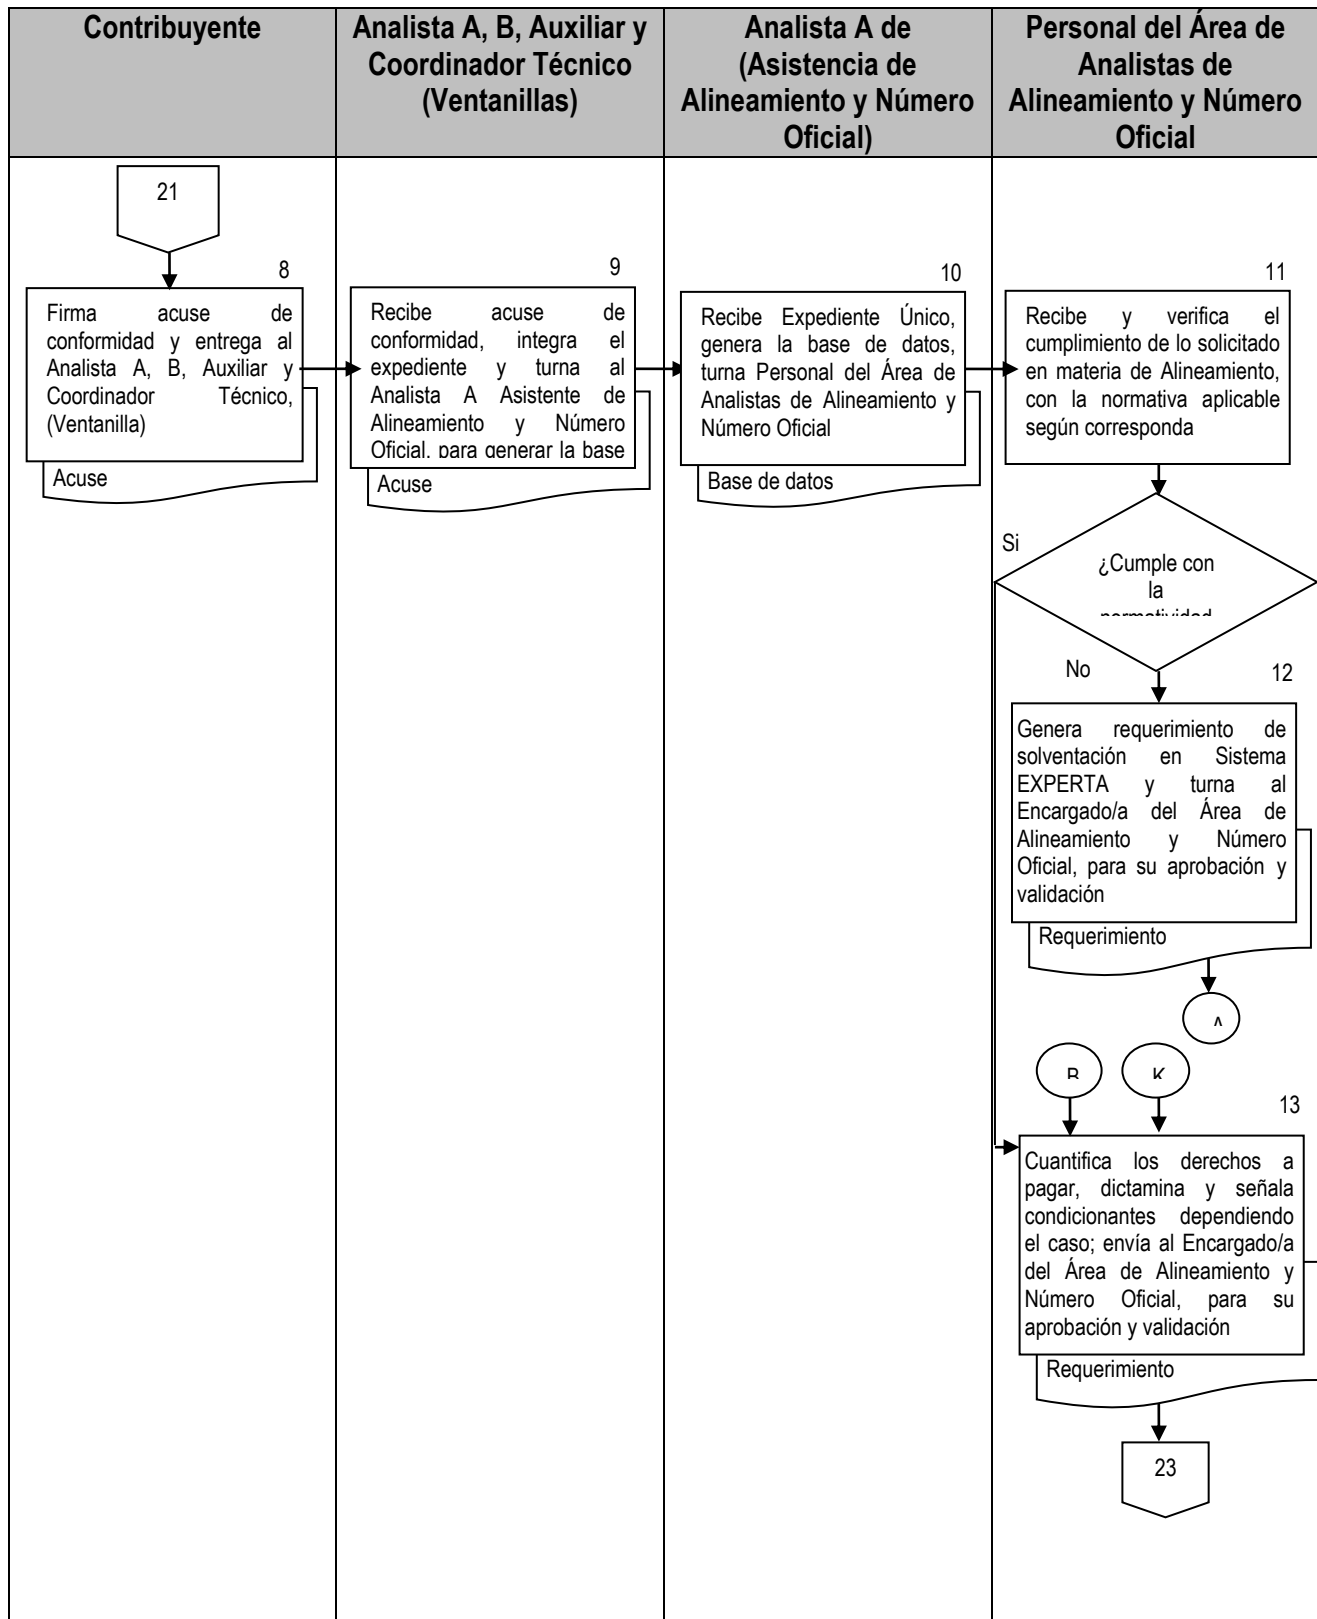 Contribuyente
Analista A, B, Auxiliar y
Coordinador Técnico
(Ventanillas)
Analista A de
(Asistencia de
Alineamiento y Número
Oficial)
Personal del Área de
Analistas de
Alineamiento y Número
Oficial
21
8
Firma acuse de
conformidad y entrega al
Analista A, B, Auxiliar y
Coordinador Técnico,
(Ventanilla)
Acuse
9
Recibe acuse de
conformidad, integra el
expediente y turna al
Analista A Asistente de
Alineamiento y Número
Oficial, para generar la base
Acuse
10
Recibe Expediente Único,
genera la base de datos,
turna Personal del Área de
Analistas de Alineamiento y
Número Oficial
Base de datos
11
Recibe y verifica el
cumplimiento de lo solicitado
en materia de Alineamiento,
con la normativa aplicable
según corresponda
Si
¿Cumple con
la
normatividad
No
12
Genera requerimiento de
solventación en Sistema
EXPERTA y turna al
Encargado/a del Área de
Alineamiento y Número
Oficial, para su aprobación y
validación
Requerimiento
A
B
K
13
Cuantifica los derechos a
pagar, dictamina y señala
condicionantes dependiendo
el caso; envía al Encargado/a
del Área de Alineamiento y
Número Oficial, para su
aprobación y validación
Requerimiento
23